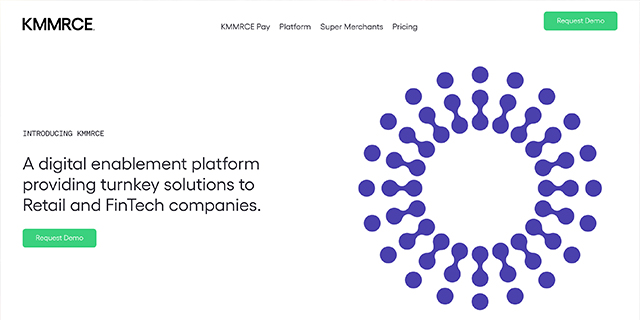 KMMRCE
KMMRCE Pay Platform Super Merchants Pricing
Request Demo
INTRODUCING KMMRCE
A digital enablement platform
providing turnkey solutions to
Retail and FinTech companies.
Request Demo